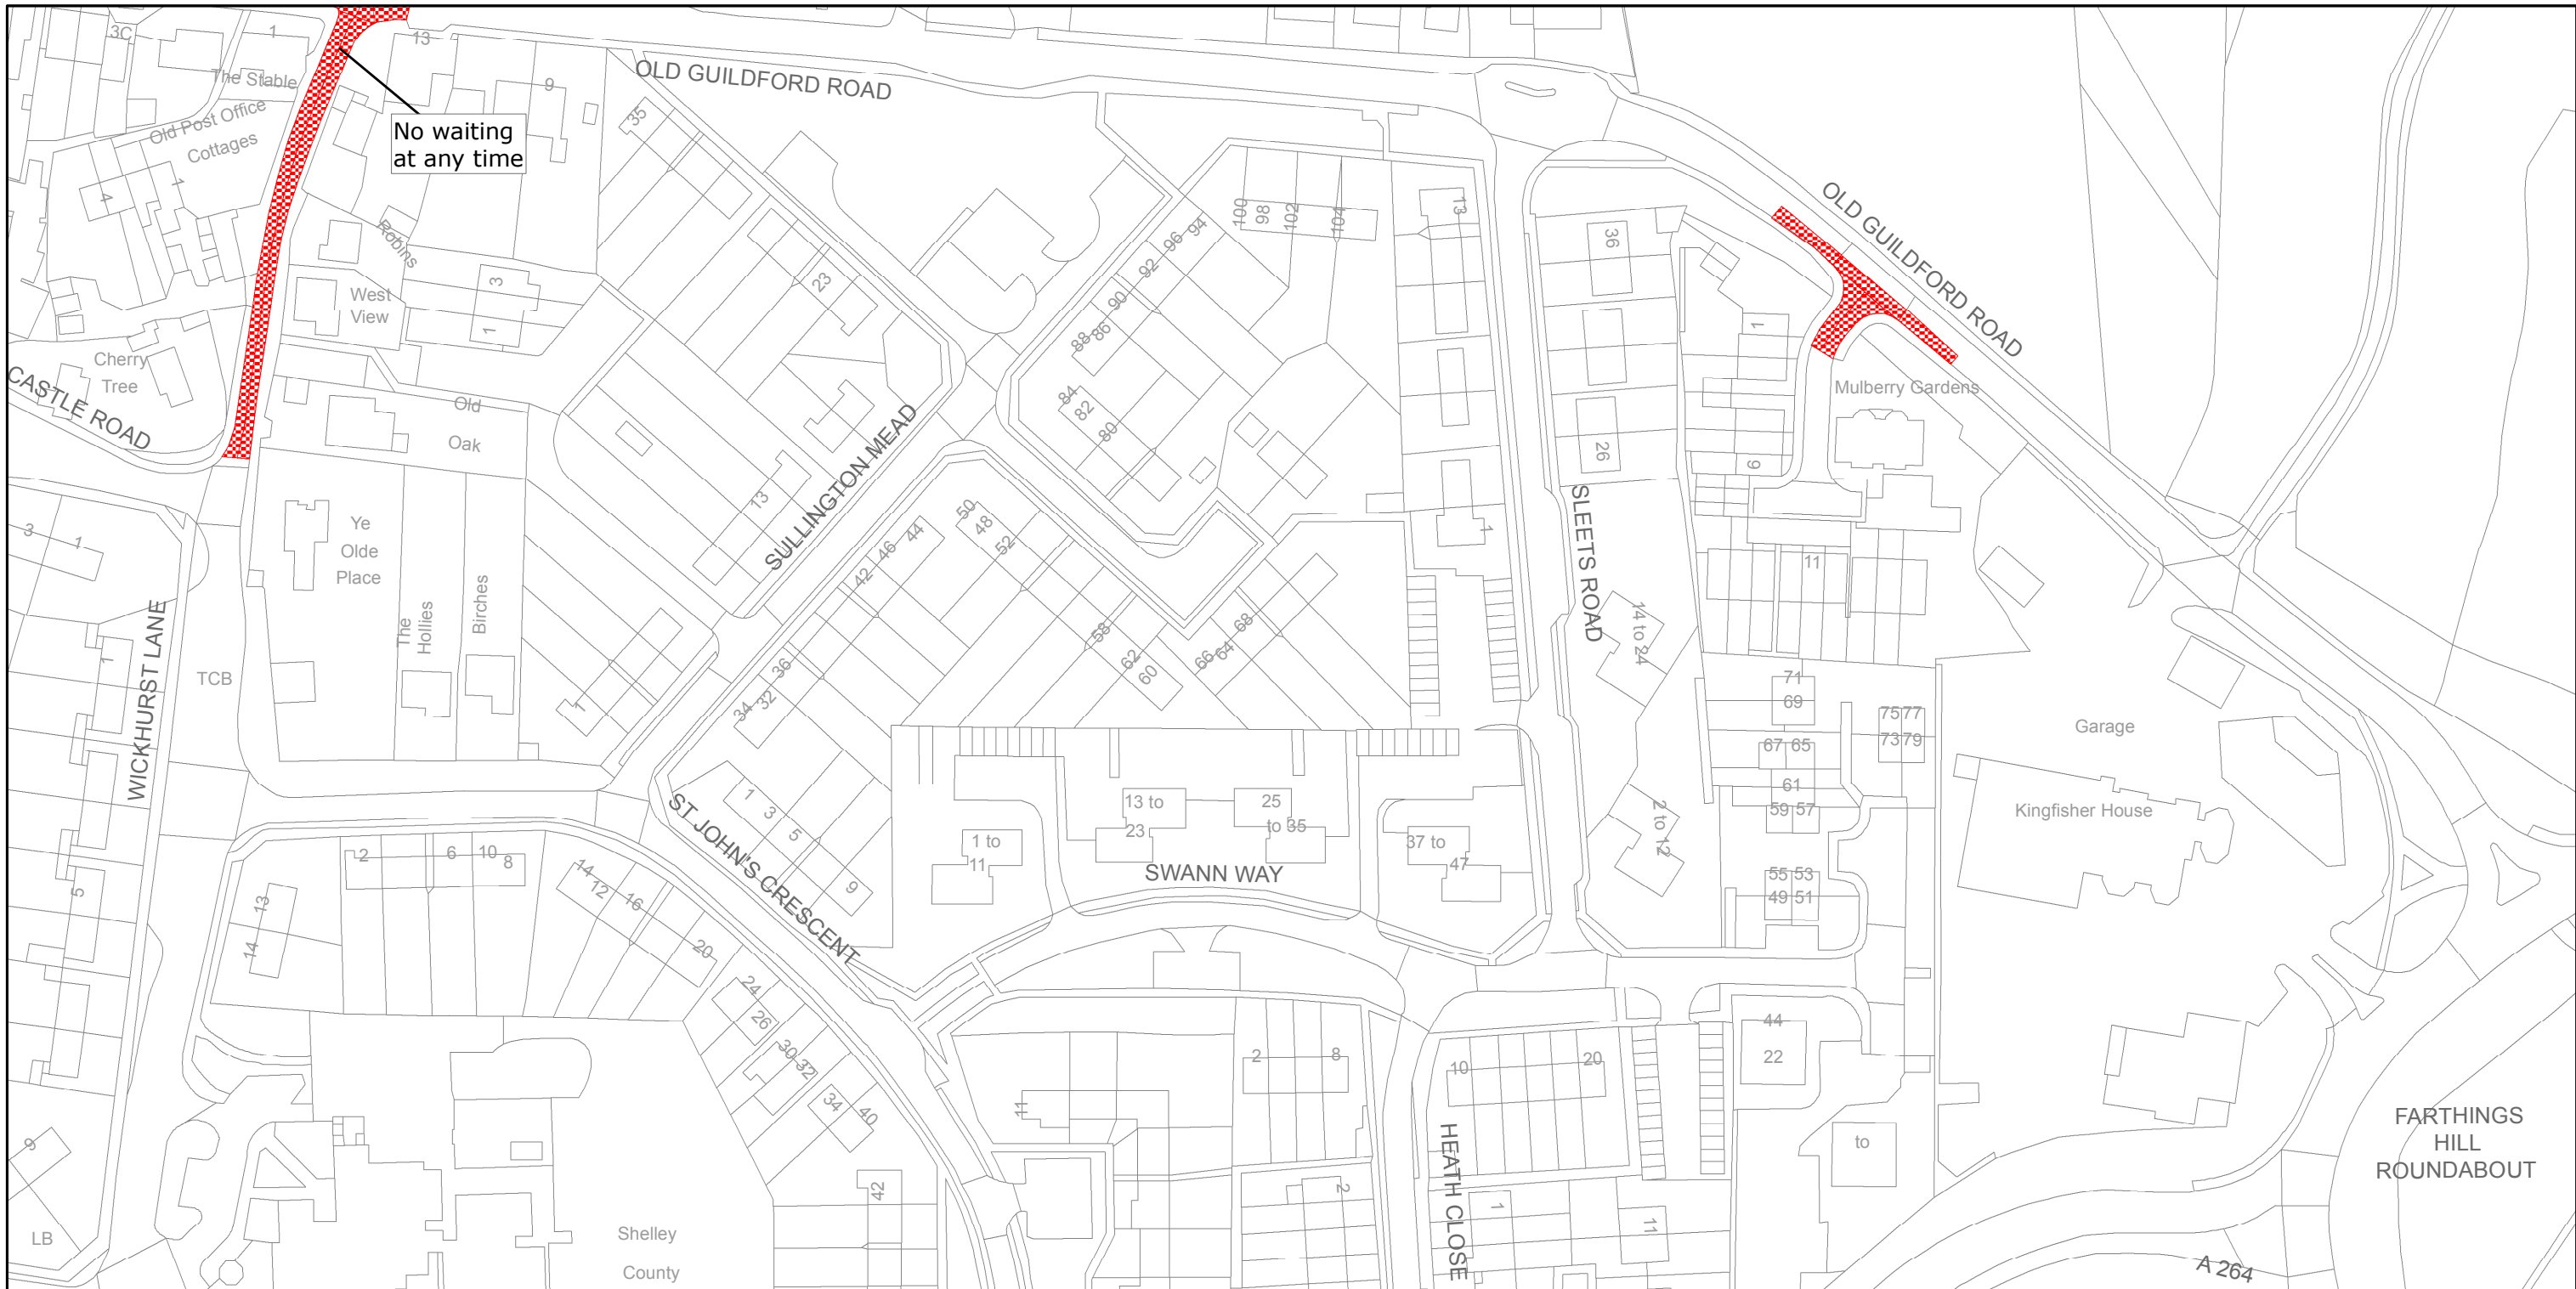 3C
1
13
The Stable
9
OLD GUILDFORD ROAD
35
Old Post Office
Cottages
No waiting
at any time
4
1
Robins
West
View
3
1
23
Cherry
Tree
CASTLE ROAD
Old
Oak
100
98
102
104
94
96
92
90
86
88
84
82
80
13
36
26
OLD GUILDFORD ROAD
1
6
Mulberry Gardens
11
3
1
Ye
Olde
Place
The
Hollies
Birches
13
SULLINGTON MEAD
50
48
52
44
46
42
36
34
32
58
62
60
66
64
68
1
SLEETS ROAD
14 to 24
1
WICKHURST LANE
TCB
1
71
69
75 77
73 79
67 65
61
59 57
Garage
Kingfisher House
ST JOHN'S CRESCENT
1
3
5
9
13 to
23
25
to 35
1 to
11
37 to
47
SWANN WAY
2 to 12
55 53
49 51
5
2
6
10
8
14
12
16
20
13
14
24
26
30
32
34
40
42
2
8
10
20
44
22
to
11
9
LB
Shelley
County
2
HEATH CLOSE
1
11
FARTHINGS
HILL
ROUNDABOUT
A 264